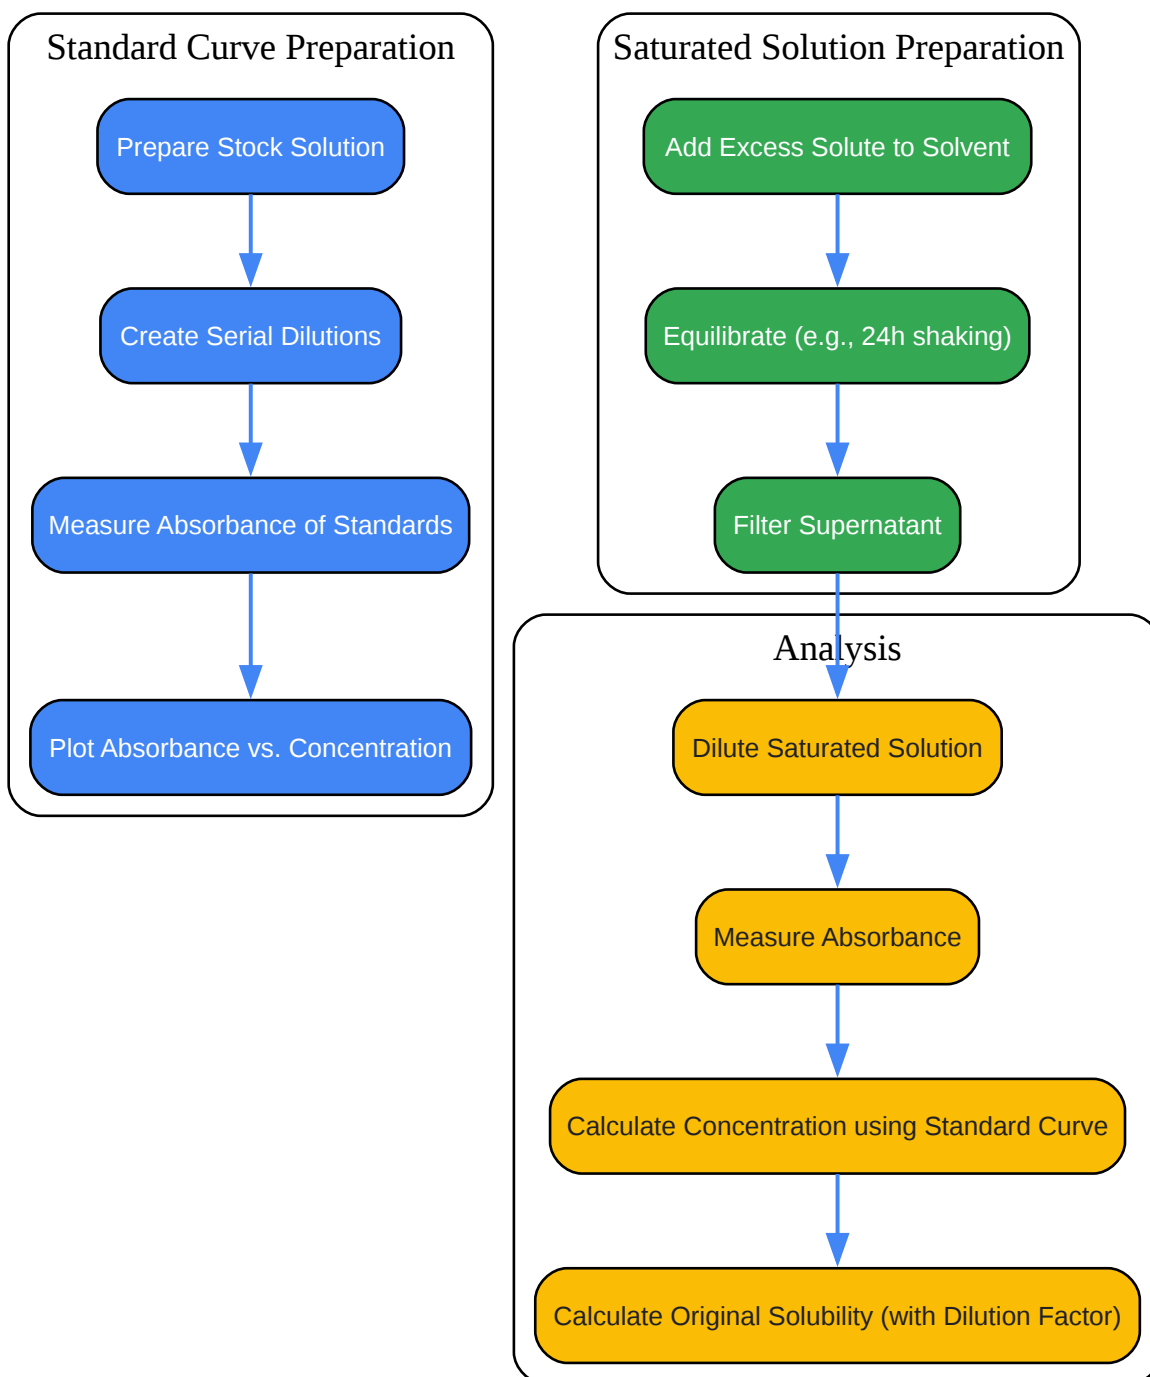 Standard Curve Preparation
Prepare Stock Solution
Create Serial Dilutions
Measure Absorbance of Standards
Plot Absorbance vs. Concentration
Saturated Solution Preparation
Add Excess Solute to Solvent
Equilibrate (e.g., 24h shaking)
Filter Supernatant
Analysis
Dilute Saturated Solution
Measure Absorbance
Calculate Concentration using Standard Curve
Calculate Original Solubility (with Dilution Factor)